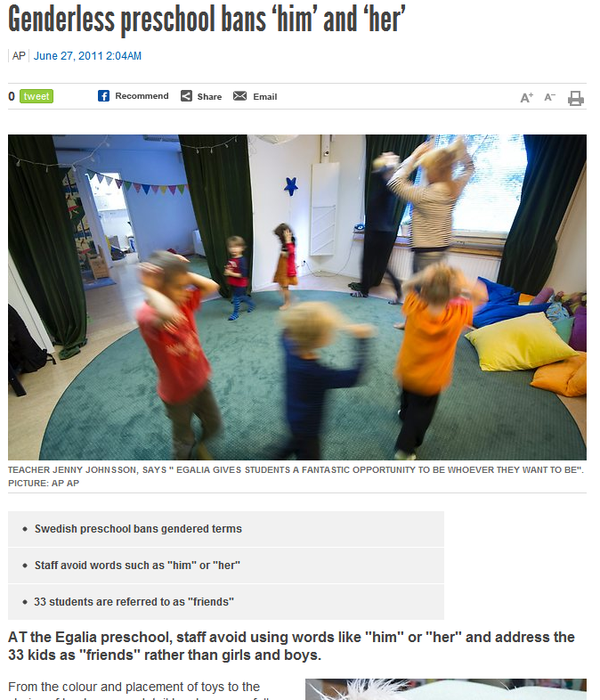 Genderless preschool bans ‘him’ and ‘her’
AP June 27, 2011 2:04AM
0 tweet Recommend Share Email A+ A-
TEACHER JENNY JOHNSSON, SAYS " EGALIA GIVES STUDENTS A FANTASTIC OPPORTUNITY TO BE WHOEVER THEY WANT TO BE".
PICTURE: AP AP
• Swedish preschool bans gendered terms
• Staff avoid words such as "him" or "her"
• 33 students are referred to as "friends"
AT the Egalia preschool, staff avoid using words like "him" or "her" and address the
33 kids as "friends" rather than girls and boys.
From the colour and placement of toys to the